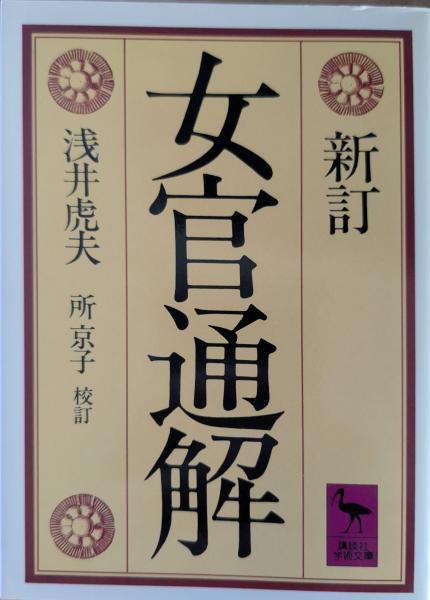 新訂
女官通解
浅井虎夫
所京子 校訂
講談社
学術文庫